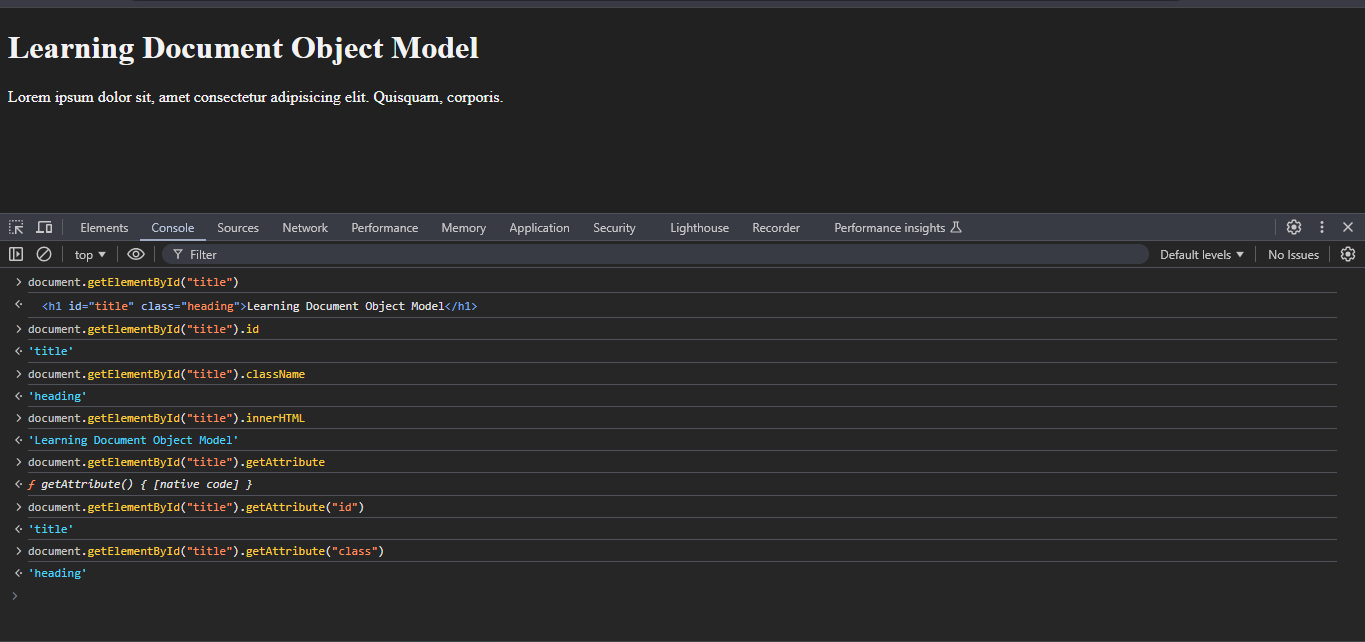 Learning Document Object Model
Lorem ipsum dolor sit, amet consectetur adipisicing elit. Quisquam, corporis.
Elements Console Sources Network Performance Memory Application Security Lighthouse Recorder Performance insights
top Filter Default levels No Issues
document.getElementById("title")
<h1 id="title" class="heading">Learning Document Object Model</h1>
document.getElementById("title").id
'title'
document.getElementById("title").className
'heading'
document.getElementById("title").innerHTML
'Learning Document Object Model'
document.getElementById("title").getAttribute
ƒ getAttribute() { [native code] }
document.getElementById("title").getAttribute("id")
'title'
document.getElementById("title").getAttribute("class")
'heading'